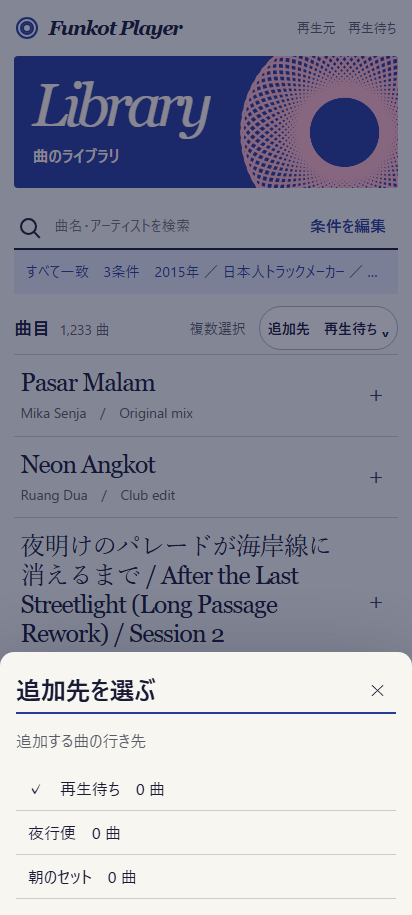 Funkot Player 再生元 再生待ち
Library
曲のライブラリ
曲名・アーティストを検索 条件を編集
すべて一致 3条件 2015年 ／ 日本人トラックメーカー ／ ...
曲目 1,233 曲 複数選択 追加先 再生待ち
Pasar Malam
Mika Senja / Original mix
Neon Angkot
Ruang Dua / Club edit
夜明けのパレードが海岸線に
消えるまで / After the Last
Streetlight (Long Passage
Rework) / Session 2
追加先を選ぶ
追加する曲の行き先
✓ 再生待ち 0 曲
夜行便 0 曲
朝のセット 0 曲